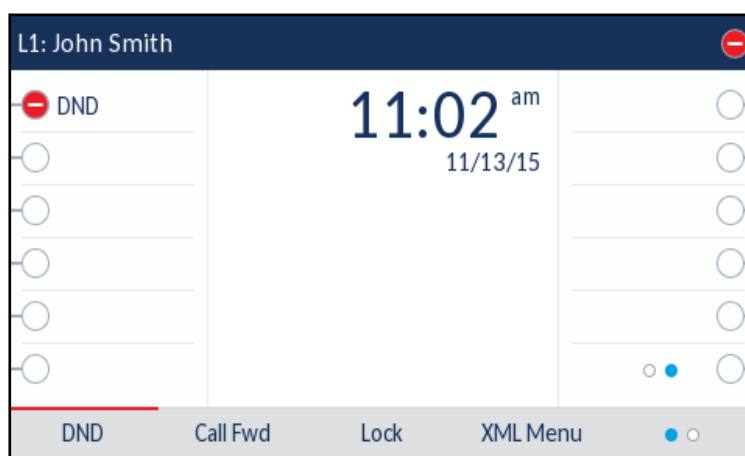 L1: John Smith
DND
11:02 am
11/13/15
DND Call Fwd Lock XML Menu